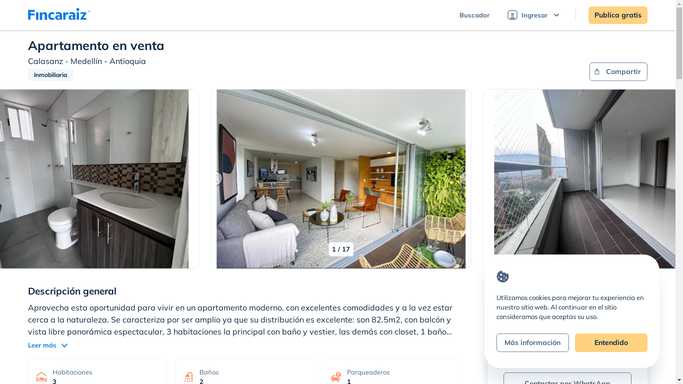 Fincaraiz
Buscador
Ingresar
Publica gratis
Apartamento en venta
Calasanz - Medellín - Antioquia
Inmobiliaria
Compartir
1 / 17
Descripción general
Aprovecha esta oportunidad para vivir en un apartamento moderno, con excelentes comodidades y a la vez estar
cerca a la naturaleza. Se caracteriza por ser amplio ya que su distribución es excelente: son 82.5m2, con balcón y
vista libre panorámica espectacular, 3 habitaciones la principal con baño y vestier, las demás con closet, 1 baño...
Leer más
Habitaciones
3
Baños
2
Parqueaderos
1
Utilizamos cookies para mejorar tu experiencia en
nuestro sitio web. Al continuar en el sitio
consideramos que aceptas su uso.
Más información
Entendido
Contactar por WhatsApp